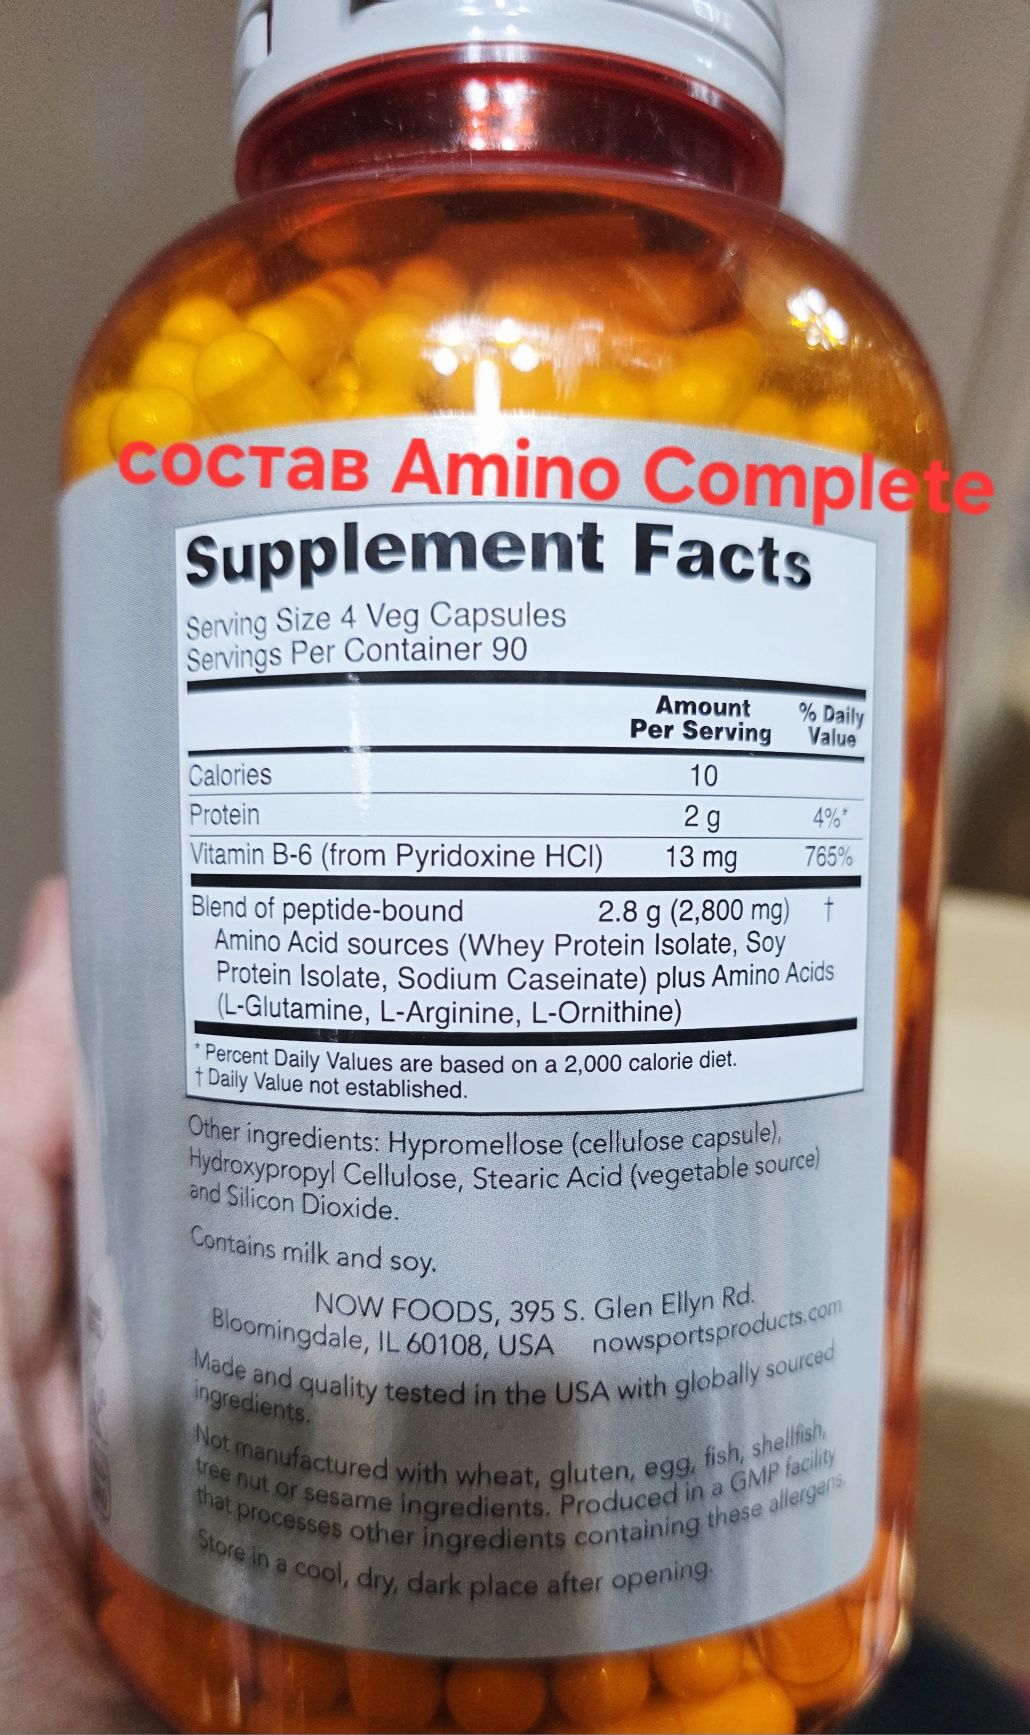 состав Amino Complete
Supplement Facts
Serving Size 4 Veg Capsules
Servings Per Container 90
Amount Per Serving
% Daily Value
Calories 10
Protein 2 g 4%*
Vitamin B-6 (from Pyridoxine HCl) 13 mg 765%
Blend of peptide-bound 2.8 g (2,800 mg) †
Amino Acid sources (Whey Protein Isolate, Soy
Protein Isolate, Sodium Caseinate) plus Amino Acids
(L-Glutamine, L-Arginine, L-Ornithine)
* Percent Daily Values are based on a 2,000 calorie diet.
† Daily Value not established.
Other ingredients: Hypromellose (cellulose capsule),
Hydroxypropyl Cellulose, Stearic Acid (vegetable source)
and Silicon Dioxide.
Contains milk and soy.
NOW FOODS, 395 S. Glen Ellyn Rd.
Bloomingdale, IL 60108, USA nowsportsproducts.com
Made and quality tested in the USA with globally sourced
ingredients.
Not manufactured with wheat, gluten, egg, fish, shellfish,
tree nut or sesame ingredients. Produced in a GMP facility
that processes other ingredients containing these allergens.
Store in a cool, dry, dark place after opening.